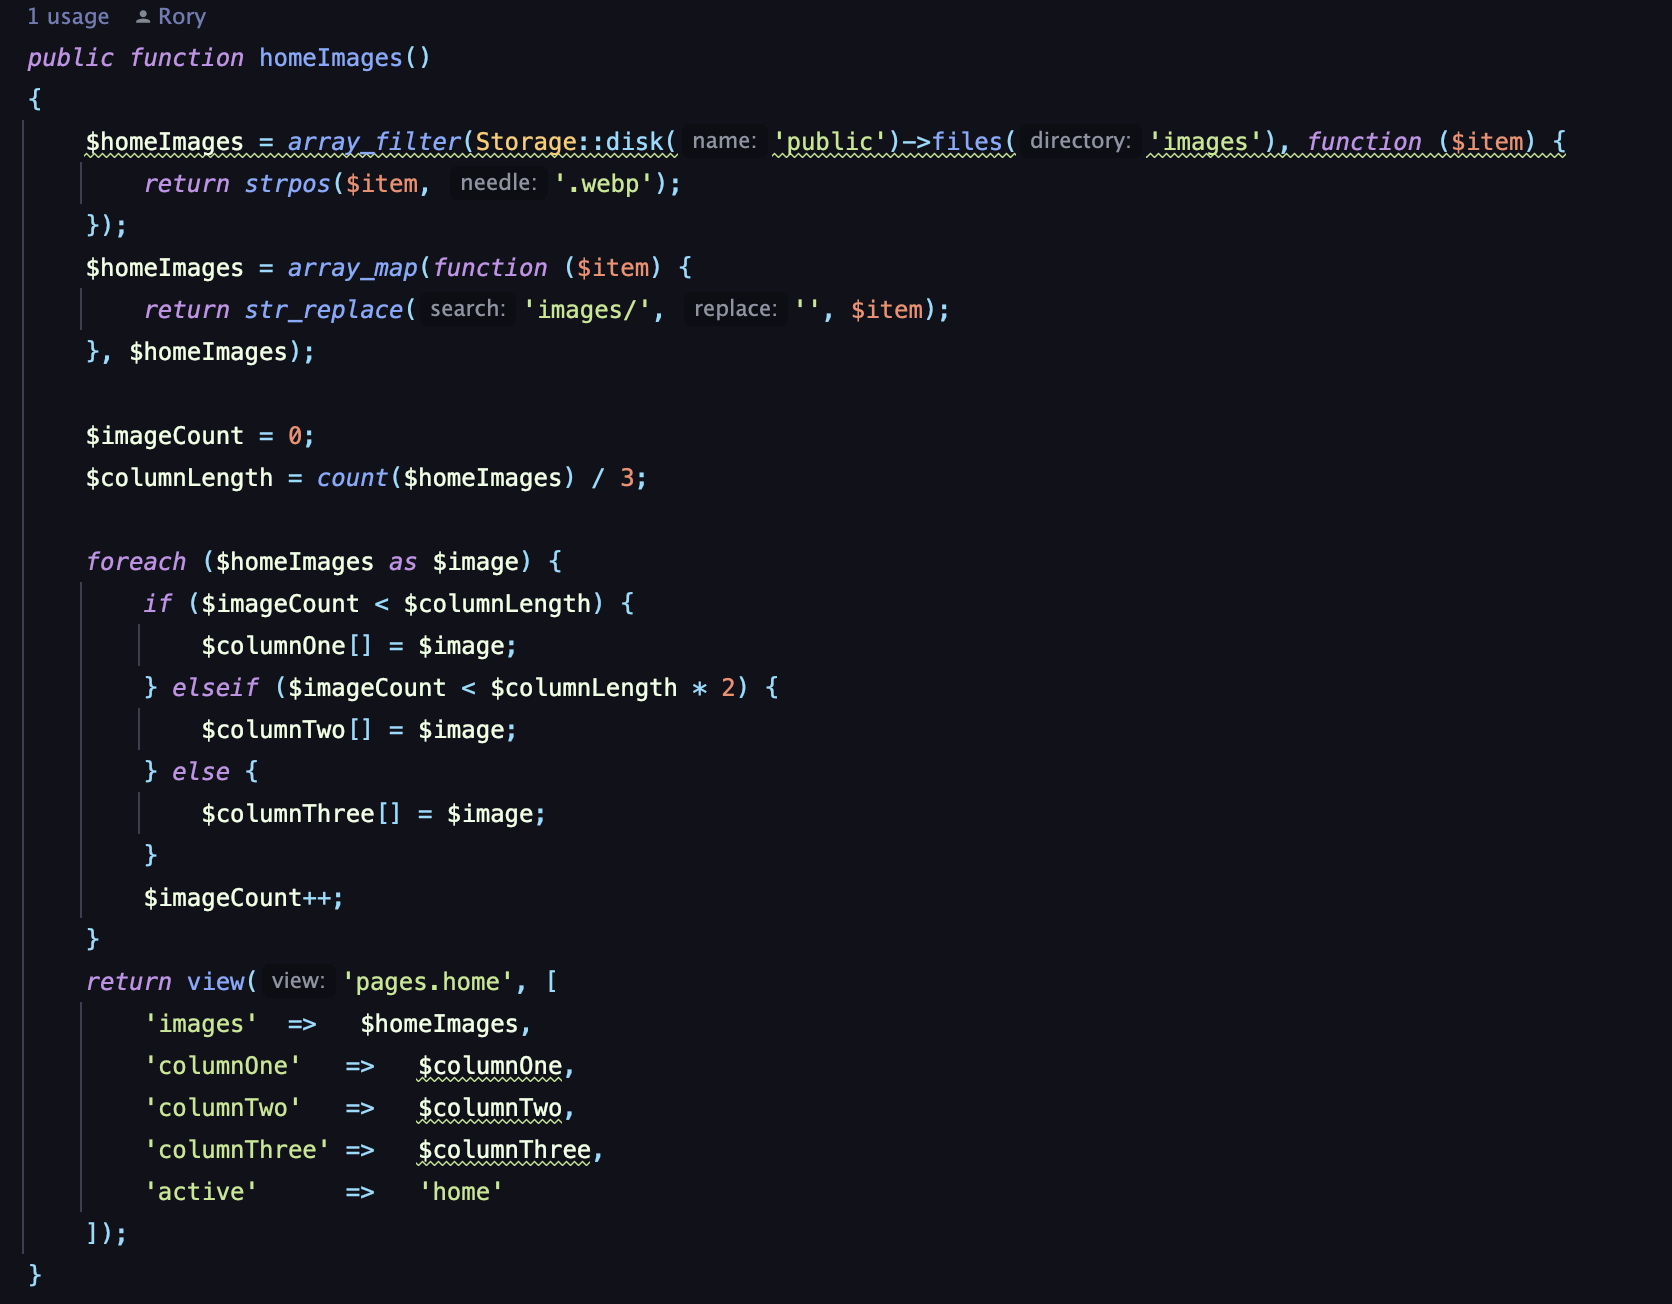 1 usage Rory
public function homeImages()
{
    $homeImages = array_filter(Storage::disk( name: 'public')->files( directory: 'images'), function ($item) {
        return strpos($item, needle: '.webp');
    });
    $homeImages = array_map(function ($item) {
        return str_replace( search: 'images/', replace: '', $item);
    }, $homeImages);

    $imageCount = 0;
    $columnLength = count($homeImages) / 3;

    foreach ($homeImages as $image) {
        if ($imageCount < $columnLength) {
            $columnOne[] = $image;
        } elseif ($imageCount < $columnLength * 2) {
            $columnTwo[] = $image;
        } else {
            $columnThree[] = $image;
        }
        $imageCount++;
    }
    return view( view: 'pages.home', [
        'images'  =>   $homeImages,
        'columnOne'   =>   $columnOne,
        'columnTwo'   =>   $columnTwo,
        'columnThree' =>   $columnThree,
        'active'      =>   'home'
    ]);
}